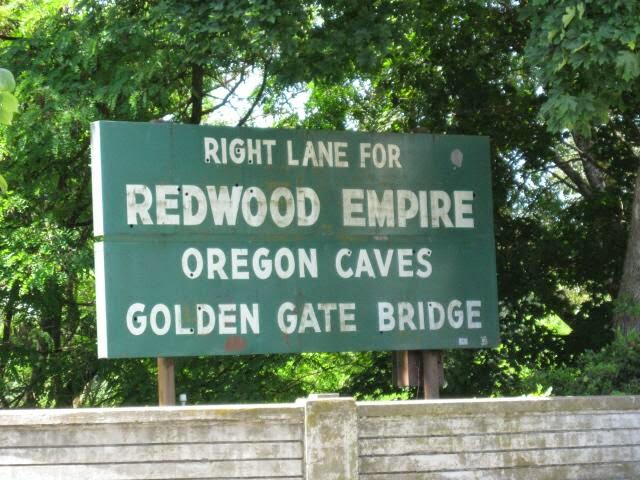 RIGHT LANE FOR
REDWOOD EMPIRE
OREGON CAVES
GOLDEN GATE BRIDGE